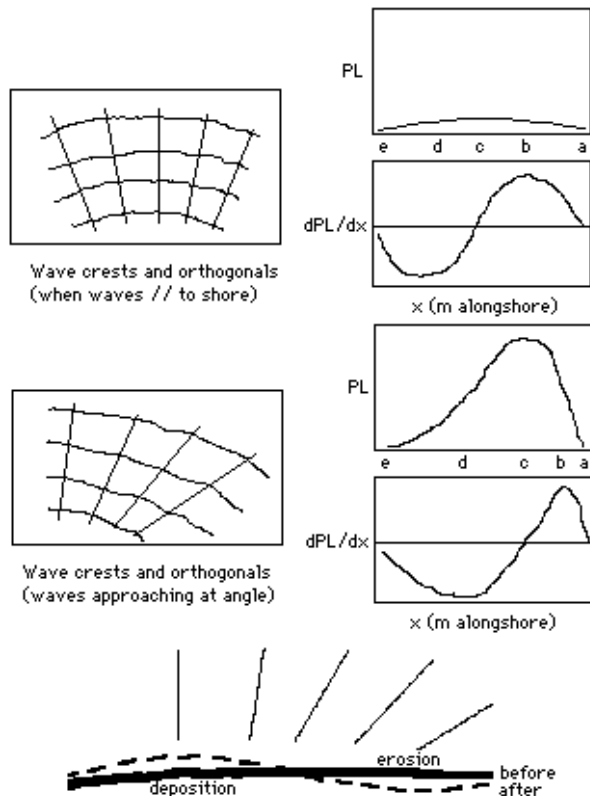 PL
e d c b a
dPL/dx
Wave crests and orthogonals
(when waves // to shore)
x (m alongshore)
PL
e d c b a
dPL/dx
Wave crests and orthogonals
(waves approaching at angle)
x (m alongshore)
erosion
before
deposition
after